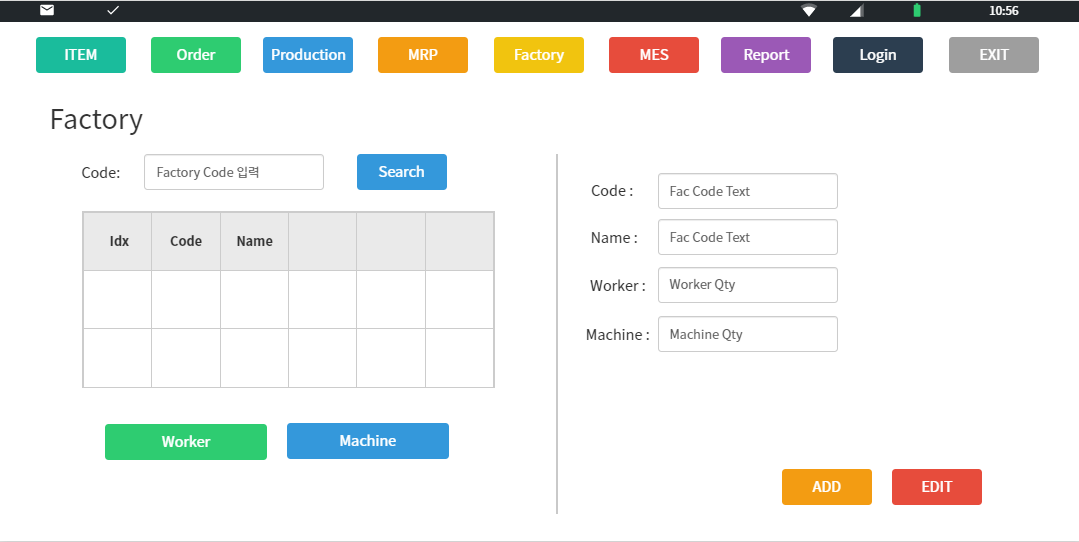 10:56
ITEM Order Production MRP Factory MES Report Login EXIT
Factory
Code: Factory Code 입력 Search
Idx Code Name
Worker Machine
Code : Fac Code Text
Name : Fac Code Text
Worker : Worker Qty
Machine : Machine Qty
ADD EDIT